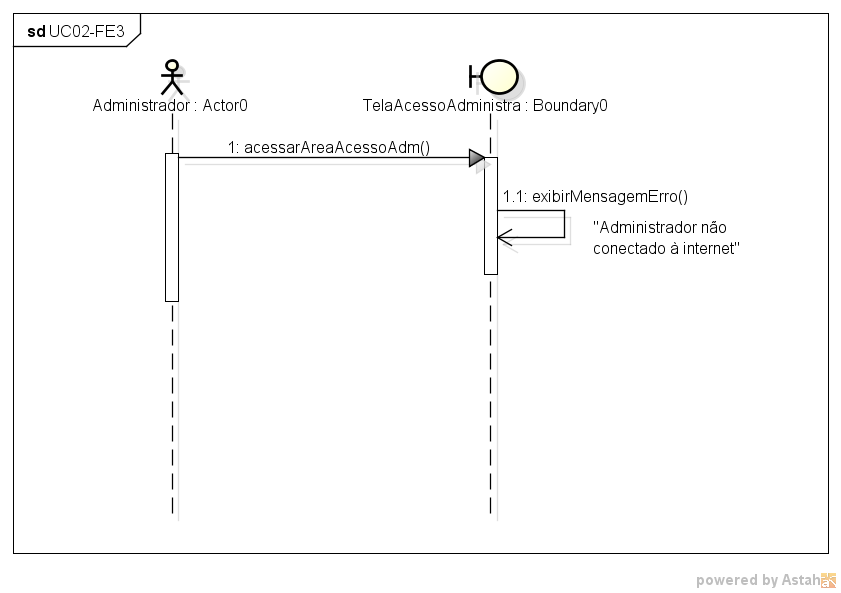 sd UC02-FE3
Administrador : Actor0
TelaAcessoAdministra : Boundary0
1: acessarAreaAcessoAdm()
1.1: exibirMensagemErro()
"Administrador não
conectado à internet"
powered by Astah